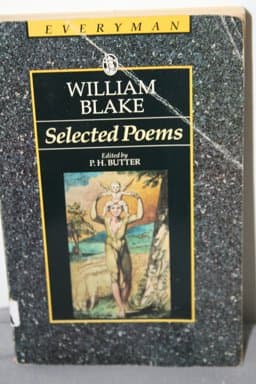 EVERYMAN
WILLIAM
BLAKE
Selected Poems
Edited by
P. H. BUTTER